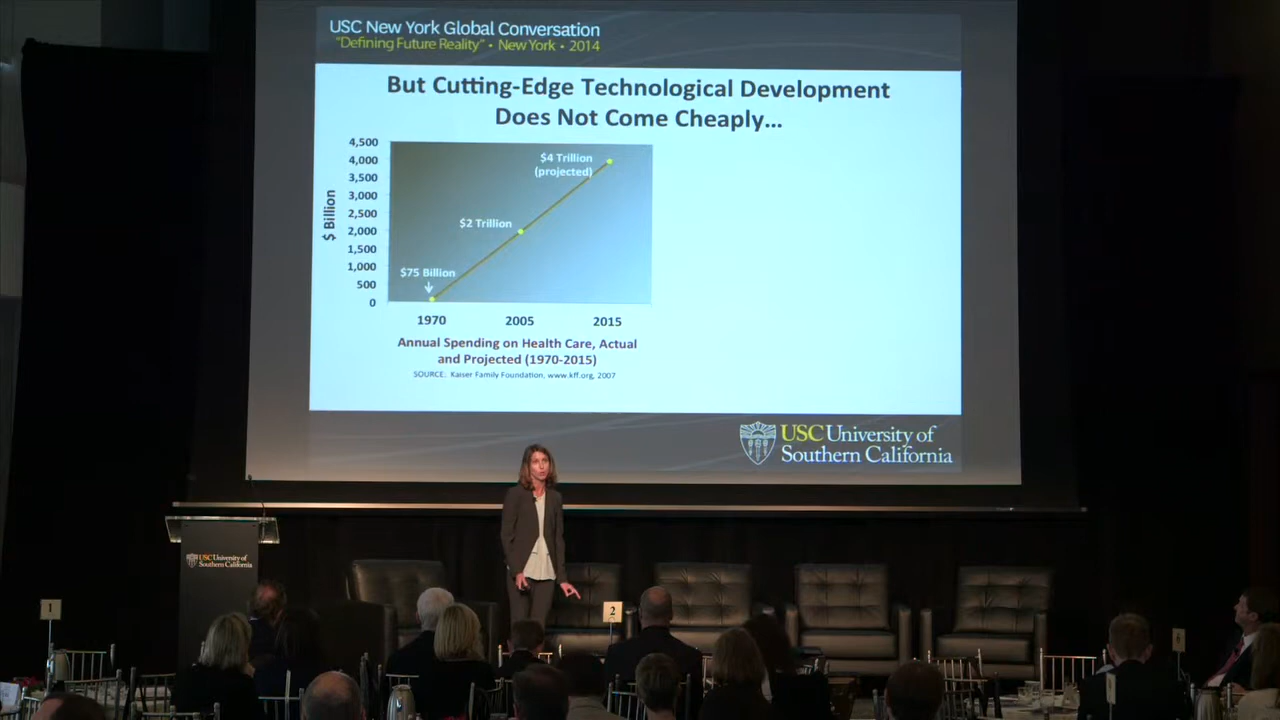 USC New York Global Conversation
"Defining Future Reality" • New York • 2014
But Cutting-Edge Technological Development
Does Not Come Cheaply...
$ Billion
4,500
4,000
3,500
3,000
2,500
2,000
1,500
1,000
500
0
$4 Trillion
(projected)
$2 Trillion
$75 Billion
1970 2005 2015
Annual Spending on Health Care, Actual
and Projected (1970-2015)
SOURCE: Kaiser Family Foundation, www.kff.org, 2007
USC University of
Southern California
USC University of
Southern California
1
2